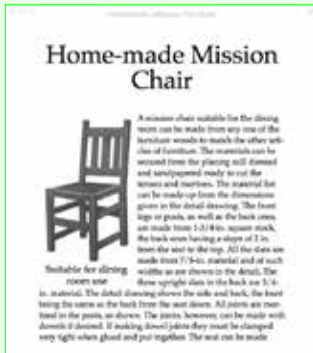 Home-made Mission
Chair
A mission chair suitable for the dining
room can be made from any one of the
furniture woods to match the other arti-
cles of furniture. The materials can be
secured from the planing mill dressed
and sandpapered ready to cut the
tenons and mortises. The material list
can be made up from the dimensions
given in the detail drawing. The front
legs or posts, as well as the back ones,
are made from 1-3/4-in. square stock,
the back ones having a slope of 2 in.
from the seat to the top. All the slats are
made from 7/8-in. material and of such
widths as are shown in the detail. The
three upright slats in the back are 3/4-
Suitable for dining
room use
in. material. The detail drawing shows the side and back, the front
being the same as the back from the seat down. All joints are mor-
tised in the posts, as shown. The joints, however, can be made with
dowels if desired. If making dowel joints they must be clamped
very tight when glued and put together. The seat can be made